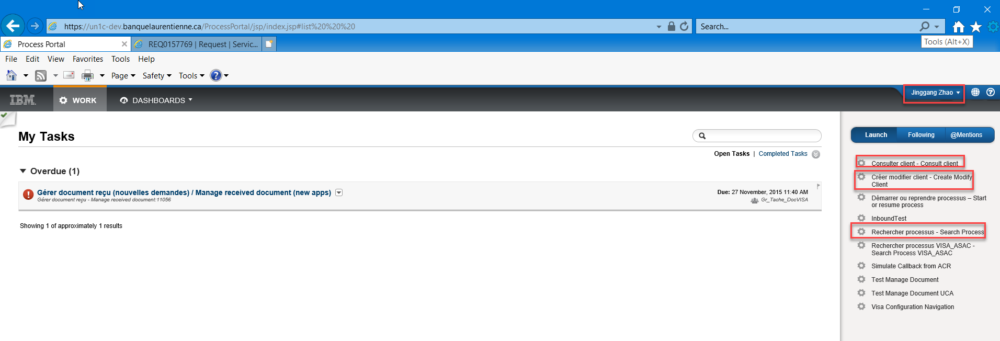 https://un1c-dev.banquelaurentienne.ca/ProcessPortal/jsp/index.jsp#list%20%20%20
Search...
Process Portal
REQ0157769 | Request | Servic...
Tools (Alt+X)
File Edit View Favorites Tools Help
Page Safety Tools
IBM WORK DASHBOARDS Jinggang Zhao
My Tasks
Open Tasks | Completed Tasks
Overdue (1)
Gérer document reçu (nouvelles demandes) / Manage received document (new apps)
Gérer document reçu - Manage received document:11056
Due: 27 November, 2015 11:40 AM
Gr_Tache_DocVISA
Showing 1 of approximately 1 results
Launch Following @Mentions
Consulter client - Consult client
Créer modifier client - Create Modify
Client
Démarrer ou reprendre processus – Start
or resume process
InboundTest
Rechercher processus - Search Process
Rechercher processus VISA_ASAC -
Search Process VISA_ASAC
Simulate Callback from ACR
Test Manage Document
Test Manage Document UCA
Visa Configuration Navigation